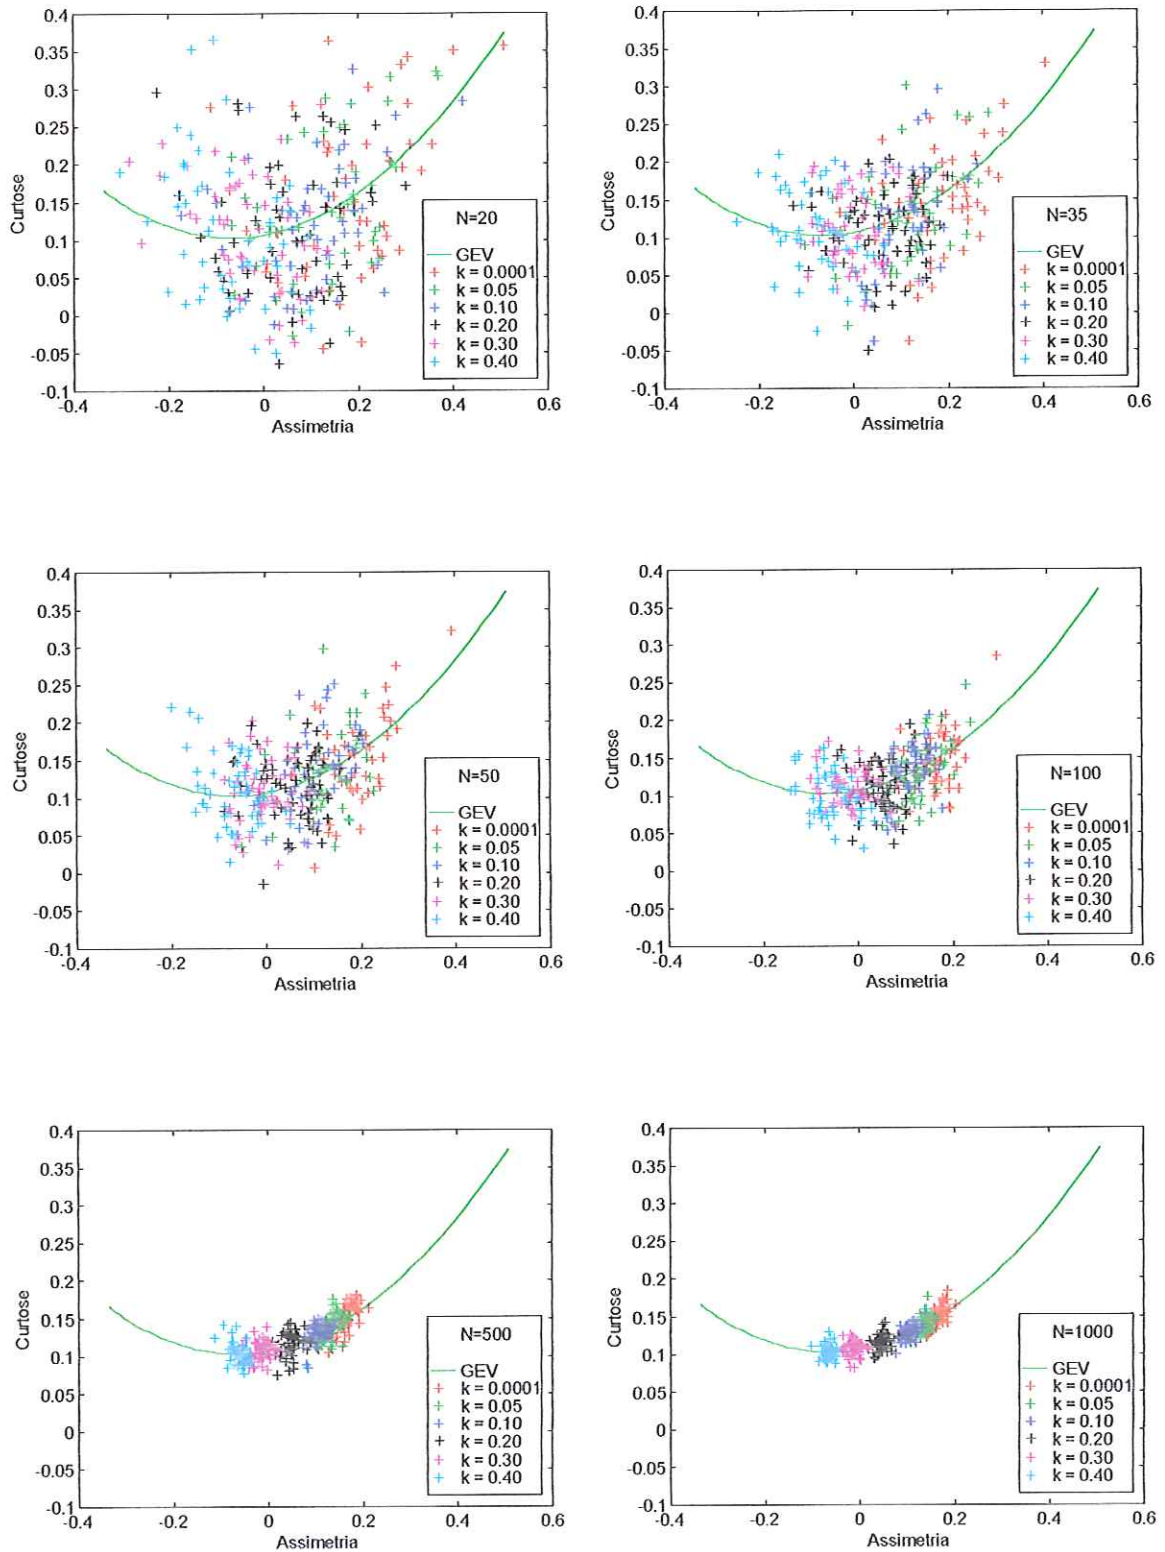 0.4
0.35
0.3
0.25
0.2
0.15
0.1
0.05
0
-0.05
-0.1
Curtose
-0.4
-0.2
0
0.2
0.4
0.6
Assimetria
N=20
GEV
k = 0.0001
k = 0.05
k = 0.10
k = 0.20
k = 0.30
k = 0.40
0.4
0.35
0.3
0.25
0.2
0.15
0.1
0.05
0
-0.05
-0.1
Curtose
-0.4
-0.2
0
0.2
0.4
0.6
Assimetria
N=35
GEV
k = 0.0001
k = 0.05
k = 0.10
k = 0.20
k = 0.30
k = 0.40
0.4
0.35
0.3
0.25
0.2
0.15
0.1
0.05
0
-0.05
-0.1
Curtose
-0.4
-0.2
0
0.2
0.4
0.6
Assimetria
N=50
GEV
k = 0.0001
k = 0.05
k = 0.10
k = 0.20
k = 0.30
k = 0.40
0.4
0.35
0.3
0.25
0.2
0.15
0.1
0.05
0
-0.05
-0.1
Curtose
-0.4
-0.2
0
0.2
0.4
0.6
Assimetria
N=100
GEV
k = 0.0001
k = 0.05
k = 0.10
k = 0.20
k = 0.30
k = 0.40
0.4
0.35
0.3
0.25
0.2
0.15
0.1
0.05
0
-0.05
-0.1
Curtose
-0.4
-0.2
0
0.2
0.4
0.6
Assimetria
N=500
GEV
k = 0.0001
k = 0.05
k = 0.10
k = 0.20
k = 0.30
k = 0.40
0.4
0.35
0.3
0.25
0.2
0.15
0.1
0.05
0
-0.05
-0.1
Curtose
-0.4
-0.2
0
0.2
0.4
0.6
Assimetria
N=1000
GEV
k = 0.0001
k = 0.05
k = 0.10
k = 0.20
k = 0.30
k = 0.40